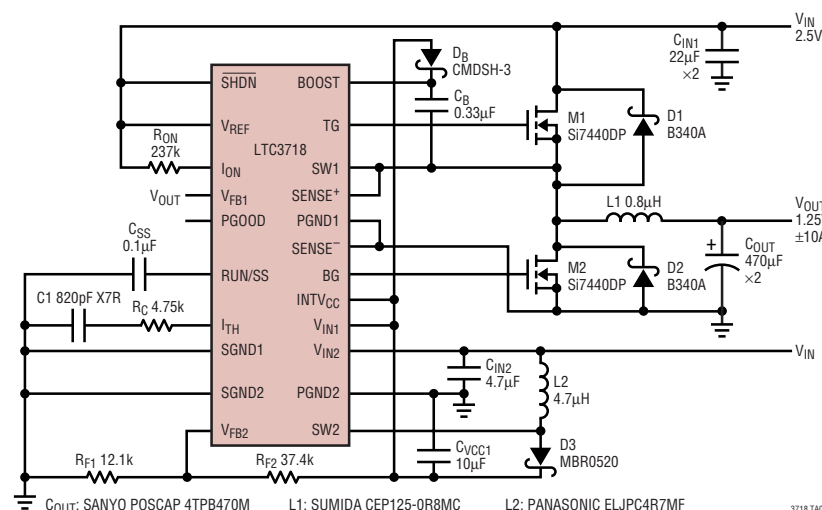 VIN
2.5V
CIN1
22µF
×2
DB
CMDSH-3
CB
0.33µF
SHDN
BOOST
VREF
TG
M1
Si7440DP
D1
B340A
RON
237k
LTC3718
ION
SW1
VOUT
VFB1
SENSE+
L1 0.8µH
VOUT
1.25V
±10A
PGOOD
PGND1
CSS
0.1µF
SENSE–
COUT
+
470µF
×2
RUN/SS
BG
M2
Si7440DP
D2
B340A
C1 820pF X7R
RC 4.75k
INTVCC
ITH
VIN1
SGND1
VIN2
VIN
CIN2
4.7µF
L2
4.7µH
SGND2
PGND2
VFB2
SW2
CVCC1
10µF
D3
MBR0520
RF1 12.1k
RF2 37.4k
COUT: SANYO POSCAP 4TPB470M
L1: SUMIDA CEP125-0R8MC
L2: PANASONIC ELJPC4R7MF